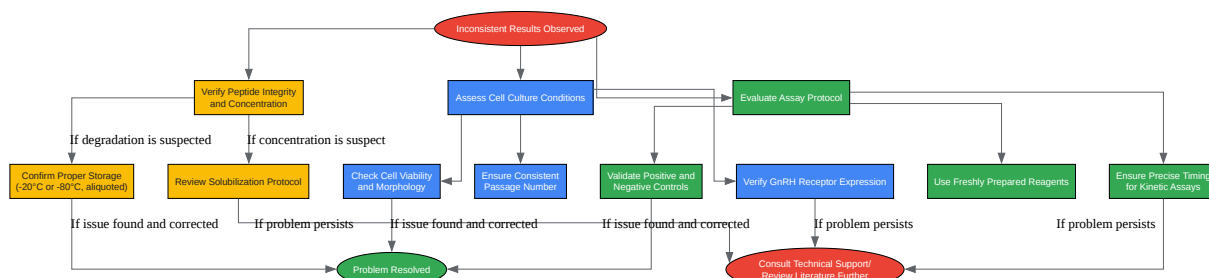 Inconsistent Results Observed
Verify Peptide Integrity
and Concentration
Assess Cell Culture Conditions
Evaluate Assay Protocol
If degradation is suspected
If concentration is suspect
Confirm Proper Storage
(-20°C or -80°C, aliquoted)
Review Solubilization Protocol
Check Cell Viability
and Morphology
Ensure Consistent
Passage Number
Validate Positive and
Negative Controls
Verify GnRH Receptor Expression
Use Freshly Prepared Reagents
Ensure Precise Timing
for Kinetic Assays
If issue found and corrected
If problem persists
If issue found and corrected
If issue found and corrected
If problem persists
If problem persists
Problem Resolved
Consult Technical Support/
Review Literature Further